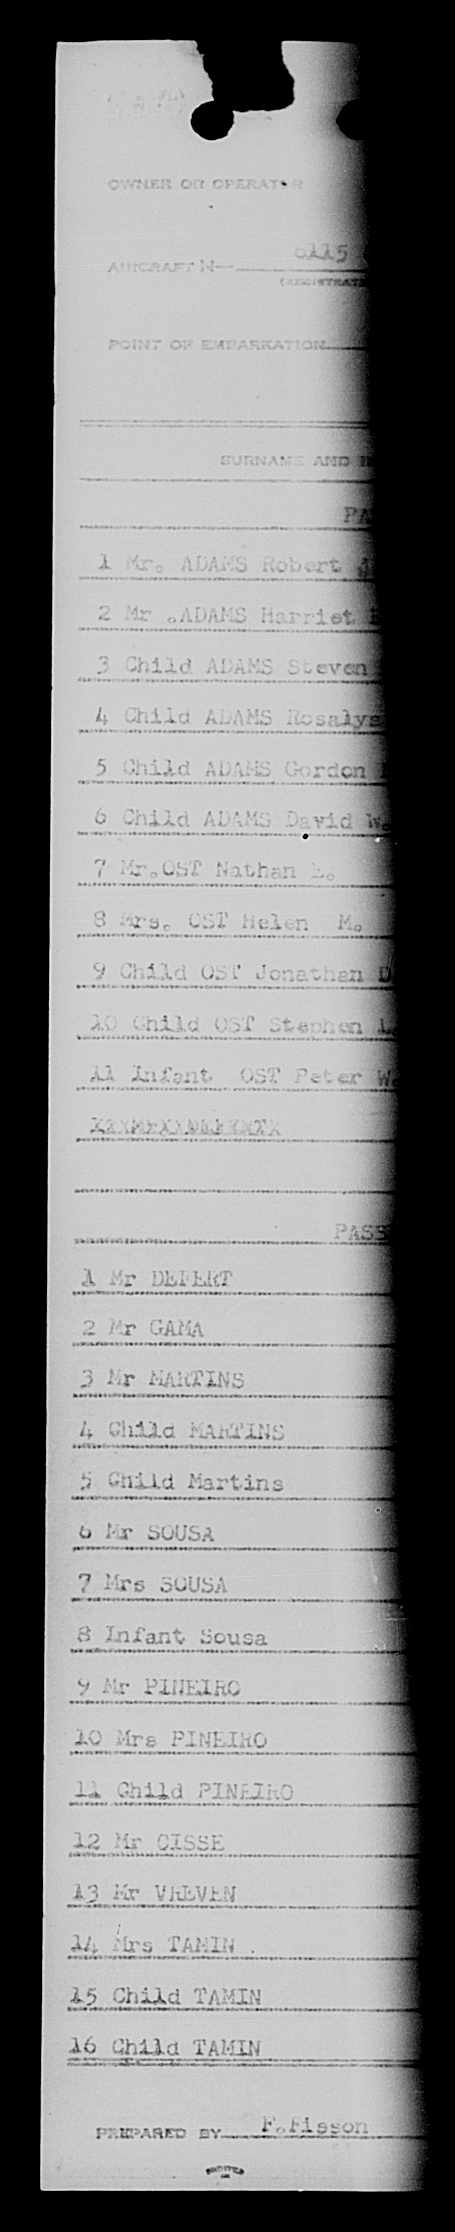 OWNER OR OPERATOR
AIRCRAFT N— 6115
(REGISTRAT
POINT OF EMBARKATION
SURNAME AND
PA
1 Mr. ADAMS Robert J
2 Mr .ADAMS Harriet
3 Child ADAMS Steven
4 Child ADAMS Rosalys
5 Child ADAMS Gordon
6 Child ADAMS David W.
7 Mr.OST Nathan L.
8 Mrs. OST Helen M.
9 Child OST Jonathan D
10 Child OST Stephen L
11 Infant OST Peter W.
PASS
1 Mr DEPERT
2 Mr GAMA
3 Mr MARTINS
4 Child MARTINS
5 Child Martins
6 Mr SOUSA
7 Mrs SOUSA
8 Infant Sousa
9 Mr PINEIRO
10 Mrs PINEIRO
11 Child PINEIRO
12 Mr CISSE
13 Mr VREVEN
14 Mrs TAMIN .
15 Child TAMIN
16 Child TAMIN
PREPARED BY F.Fisson